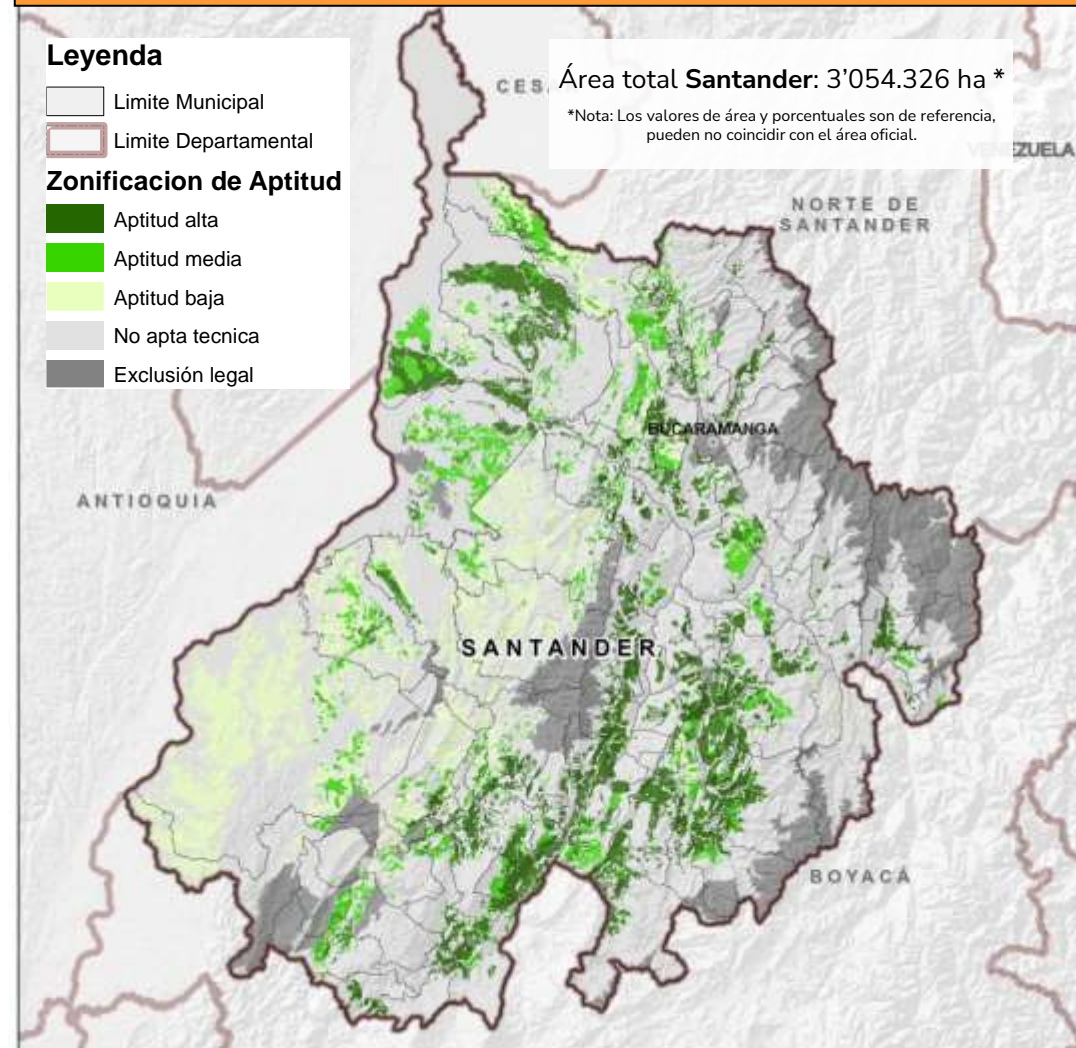 Leyenda
Limite Municipal
Limite Departamental
Zonificacion de Aptitud
Aptitud alta
Aptitud media
Aptitud baja
No apta tecnica
Exclusión legal
Área total Santander: 3’054.326 ha *
*Nota: Los valores de área y porcentuales son de referencia,
pueden no coincidir con el área oficial.
CES
VENEZUELA
NORTE DE
SANTANDER
BUCARAMANGA
ANTIOQUIA
SANTANDER
BOYACÁ